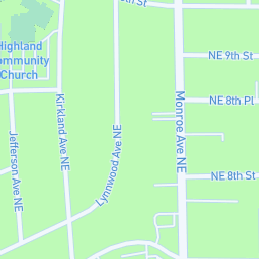 NE 9th St
Highland
Community
Church
NE 8th Pl
Kirkland Ave NE
Monroe Ave NE
Lynnwood Ave NE
Jefferson Ave NE
NE 8th St